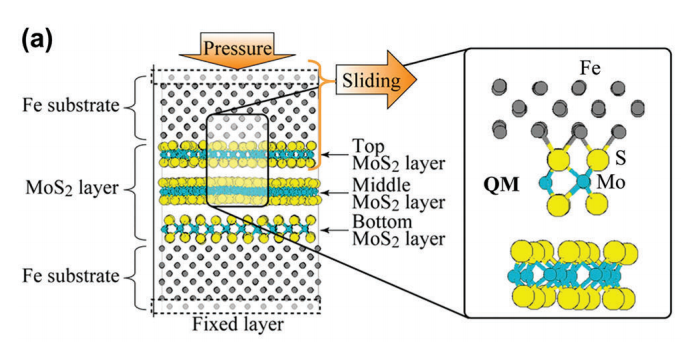 (a)
Pressure
Sliding
Fe substrate
MoS2 layer
Fe substrate
Top
MoS2 layer
Middle
MoS2 layer
Bottom
MoS2 layer
Fixed layer
Fe
S
QM
Mo